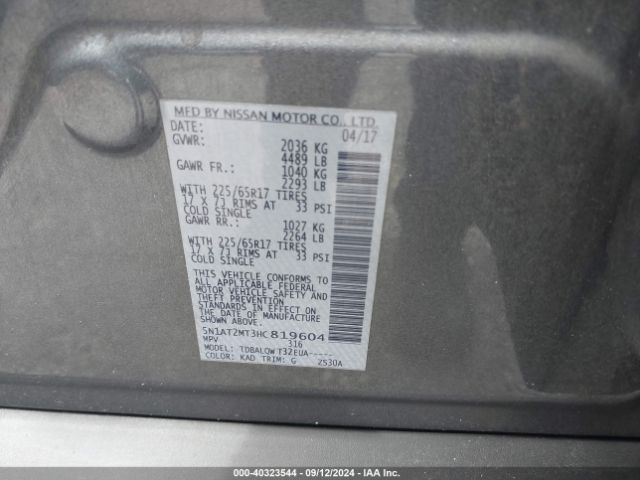 MFD BY NISSAN MOTOR CO., LTD.
DATE: 04/17
GVWR: 2036 KG
4489 LB
GAWR FR.: 1040 KG
2293 LB
WITH 225/65R17 TIRES
17 X 7J RIMS AT 33 PSI
COLD SINGLE
GAWR RR.: 1027 KG
2264 LB
WITH 225/65R17 TIRES
17 X 7J RIMS AT 33 PSI
COLD SINGLE
THIS VEHICLE CONFORMS TO
ALL APPLICABLE FEDERAL
MOTOR VEHICLE SAFETY AND
THEFT PREVENTION
STANDARDS IN EFFECT ON
THE DATE OF MANUFACTURE
SHOWN ABOVE.
5N1AT2MT3HC819604
MPV 316
MODEL: TDBALQW T32EUA-----
COLOR: KAD TRIM: G 2S30A
000-40323544 - 09/12/2024 - IAA Inc.